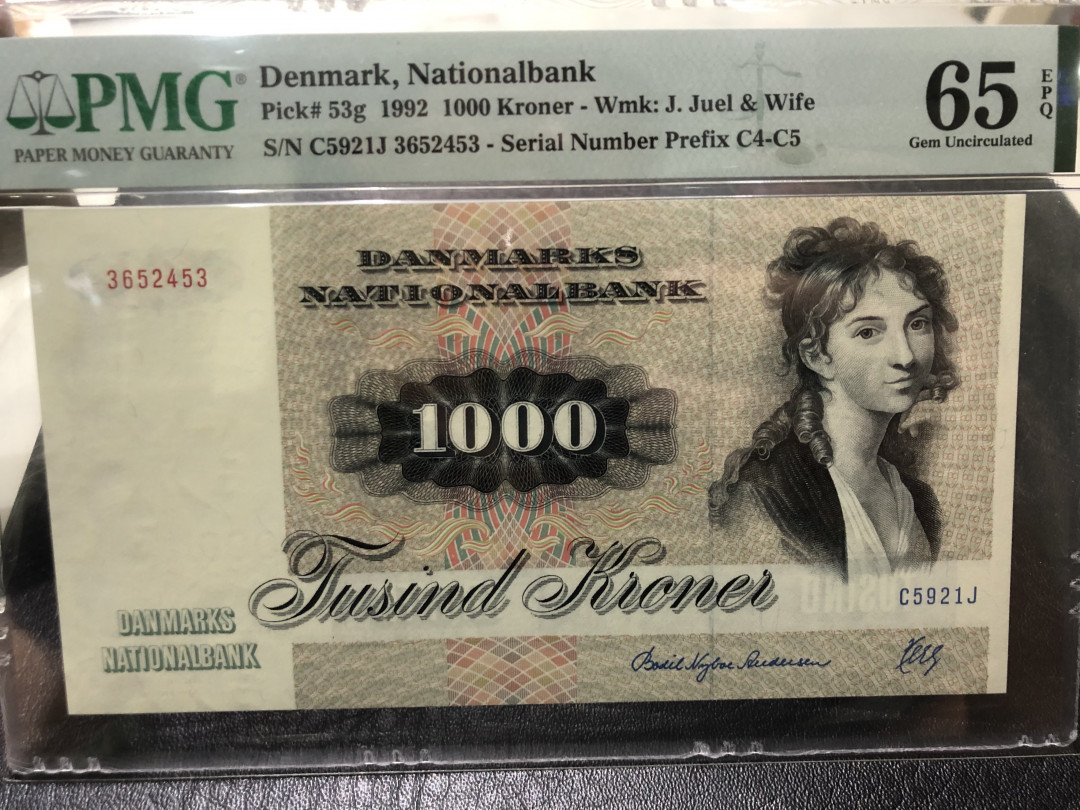 PMG®
PAPER MONEY GUARANTY
Denmark, Nationalbank
Pick# 53g 1992 1000 Kroner - Wmk: J. Juel & Wife
S/N C5921J 3652453 - Serial Number Prefix C4-C5
65
EPQ
Gem Uncirculated
3652453
DANMARKS
NATIONALBANK
1000
Tusind Kroner
C5921J
DANMARKS
NATIONALBANK
Bodil Nyboe Andersen